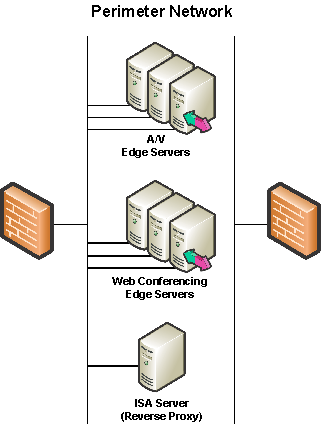 Perimeter Network
A/V
Edge Servers
Web Conferencing
Edge Servers
ISA Server
(Reverse Proxy)